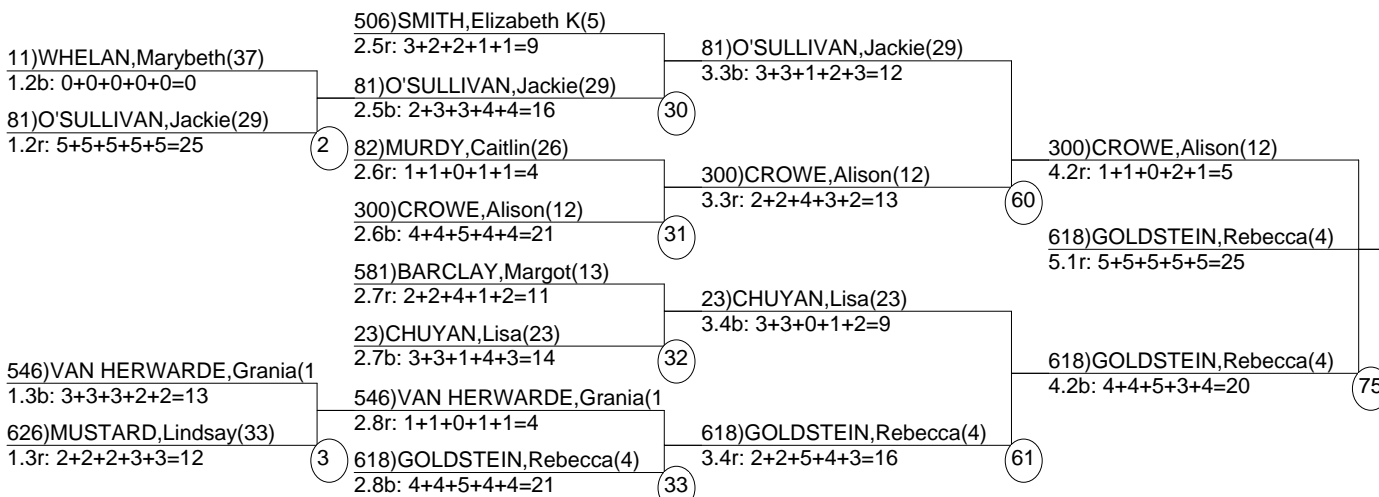 11)WHELAN,Marybeth(37)
1.2b: 0+0+0+0+0=0
81)O'SULLIVAN,Jackie(29)
1.2r: 5+5+5+5+5=25
2
546)VAN HERWARDE,Grania(1
1.3b: 3+3+3+2+2=13
626)MUSTARD,Lindsay(33)
1.3r: 2+2+2+3+3=12
3
506)SMITH,Elizabeth K(5)
2.5r: 3+2+2+1+1=9
81)O'SULLIVAN,Jackie(29)
2.5b: 2+3+3+4+4=16
30
82)MURDY,Caitlin(26)
2.6r: 1+1+0+1+1=4
300)CROWE,Alison(12)
2.6b: 4+4+5+4+4=21
31
581)BARCLAY,Margot(13)
2.7r: 2+2+4+1+2=11
23)CHUYAN,Lisa(23)
2.7b: 3+3+1+4+3=14
32
546)VAN HERWARDE,Grania(1
2.8r: 1+1+0+1+1=4
618)GOLDSTEIN,Rebecca(4)
2.8b: 4+4+5+4+4=21
33
81)O'SULLIVAN,Jackie(29)
3.3b: 3+3+1+2+3=12
300)CROWE,Alison(12)
3.3r: 2+2+4+3+2=13
60
23)CHUYAN,Lisa(23)
3.4b: 3+3+0+1+2=9
618)GOLDSTEIN,Rebecca(4)
3.4r: 2+2+5+4+3=16
61
300)CROWE,Alison(12)
4.2r: 1+1+0+2+1=5
618)GOLDSTEIN,Rebecca(4)
4.2b: 4+4+5+3+4=20
75
618)GOLDSTEIN,Rebecca(4)
5.1r: 5+5+5+5+5=25